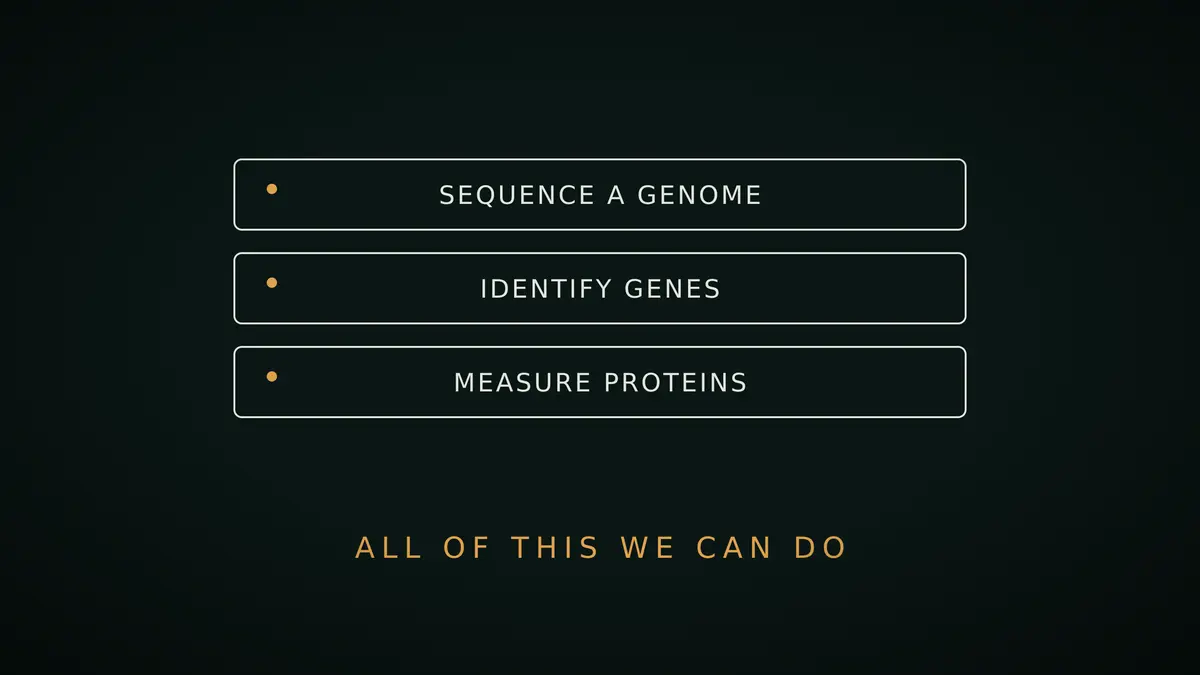 SEQUENCE A GENOME
IDENTIFY GENES
MEASURE PROTEINS
ALL OF THIS WE CAN DO